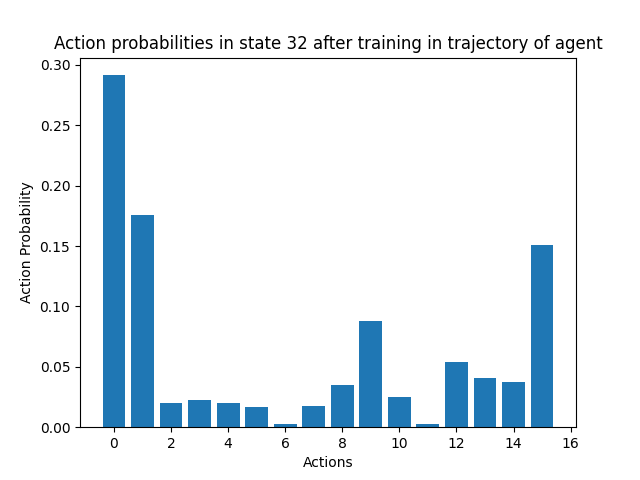 Action probabilities in state 32 after training in trajectory of agent
0.30
0.25
0.20
0.15
0.10
0.05
0.00
Action Probability
0 2 4 6 8 10 12 14 16
Actions